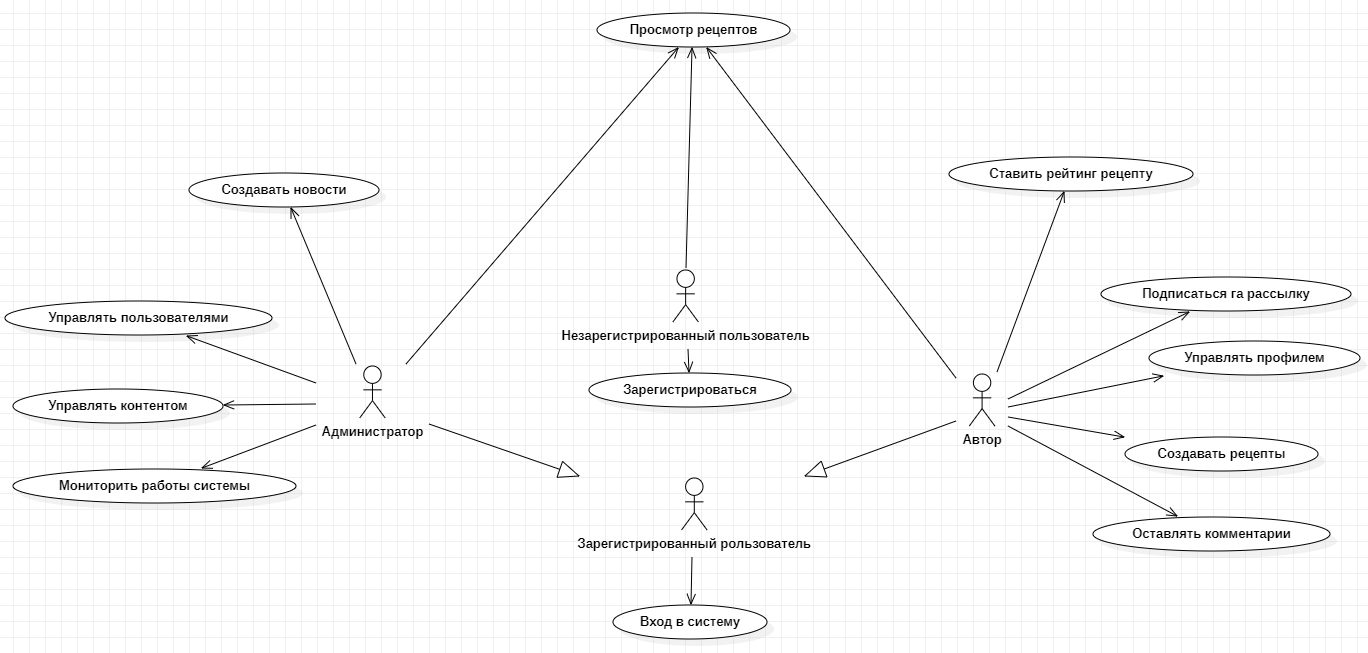 Просмотр рецептов
Ставить рейтинг рецепту
Создавать новости
Подписаться га рассылку
Управлять пользователями
Незарегистрированный пользователь
Управлять профилем
Зарегистрироваться
Управлять контентом
Администратор
Автор
Создавать рецепты
Мониторить работы системы
Оставлять комментарии
Зарегистрированный рользователь
Вход в систему